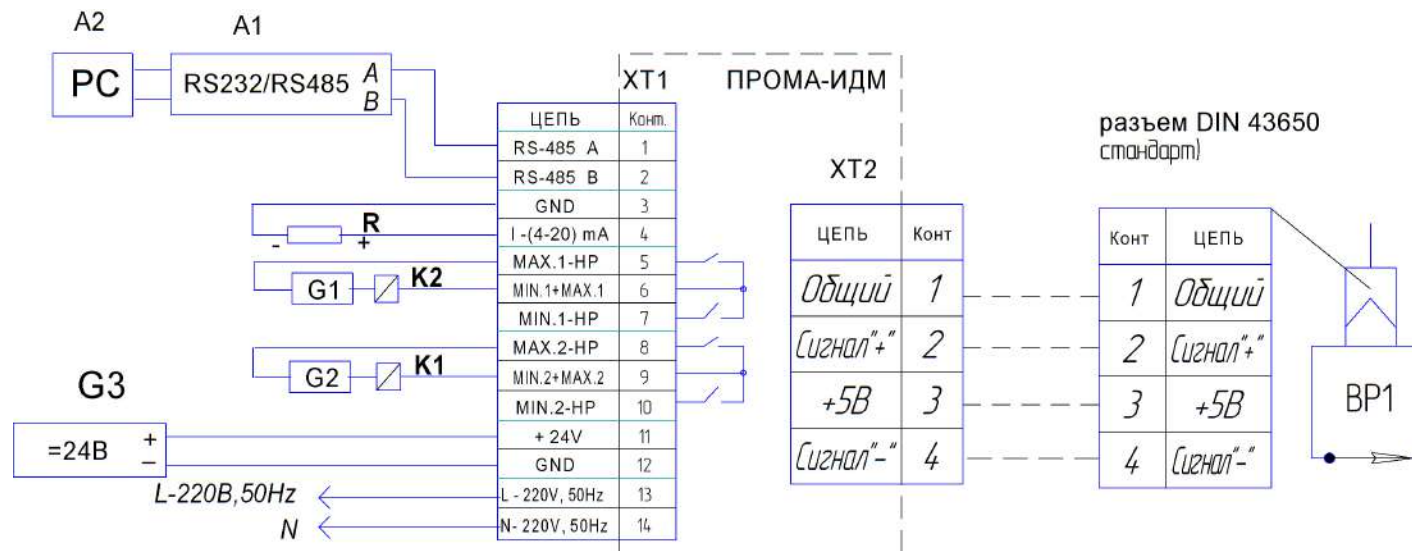 A2
A1
PC
RS232/RS485
A
B
XT1
ПРОМА-ИДМ
ЦЕПЬ Конт.
RS-485 A 1
RS-485 B 2
GND 3
I -(4-20) mA 4
MAX.1-HP 5
MIN.1+MAX.1 6
MIN.1-HP 7
MAX.2-HP 8
MIN.2+MAX.2 9
MIN.2-HP 10
+ 24V 11
GND 12
L - 220V, 50Hz 13
N- 220V, 50Hz 14
R
- +
G1 K2
G2 K1
G3
=24В + –
L-220В,50Hz
N
XT2
ЦЕПЬ Конт
Общий 1
Сигнал"+" 2
+5В 3
Сигнал"–" 4
разъем DIN 43650
стандарт)
Конт ЦЕПЬ
1 Общий
2 Сигнал"+"
3 +5В
4 Сигнал"–"
BP1